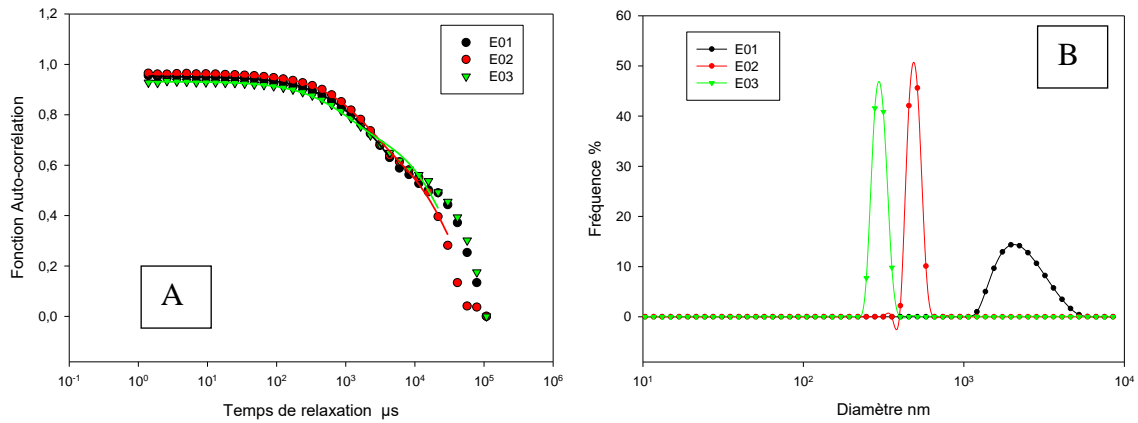 1,2
1,0
0,8
0,6
0,4
0,2
0,0
Fonction Auto-corrélation
E01
E02
E03
A
10-1 100 101 102 103 104 105 106
Temps de relaxation µs
60
50
40
30
20
10
0
Fréquence %
E01
E02
E03
B
101 102 103 104
Diamètre nm